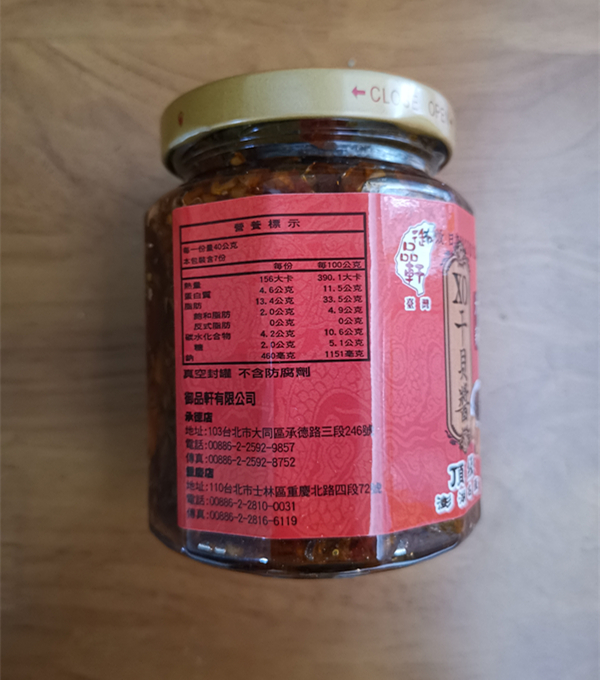 ← CLOSE OPEN
營養標示
每一份量40公克
本包裝含7份
每份 每100公克
熱量 156大卡 390.1大卡
蛋白質 4.6公克 11.5公克
脂肪 13.4公克 33.5公克
飽和脂肪 2.0公克 4.9公克
反式脂肪 0公克 0公克
碳水化合物 4.2公克 10.6公克
糖 2.0公克 5.1公克
鈉 460毫克 1151毫克
真空封罐 不含防腐劑
御品軒有限公司
承德店
地址:103台北市大同區承德路三段246號
電話:00886-2-2592-9857
傳真:00886-2-2592-8752
重慶店
地址:110台北市士林區重慶北路四段72號
電話:00886-2-2810-0031
傳真:00886-2-2816-6119
御品軒
臺灣
XO干貝醬
頂級
澎